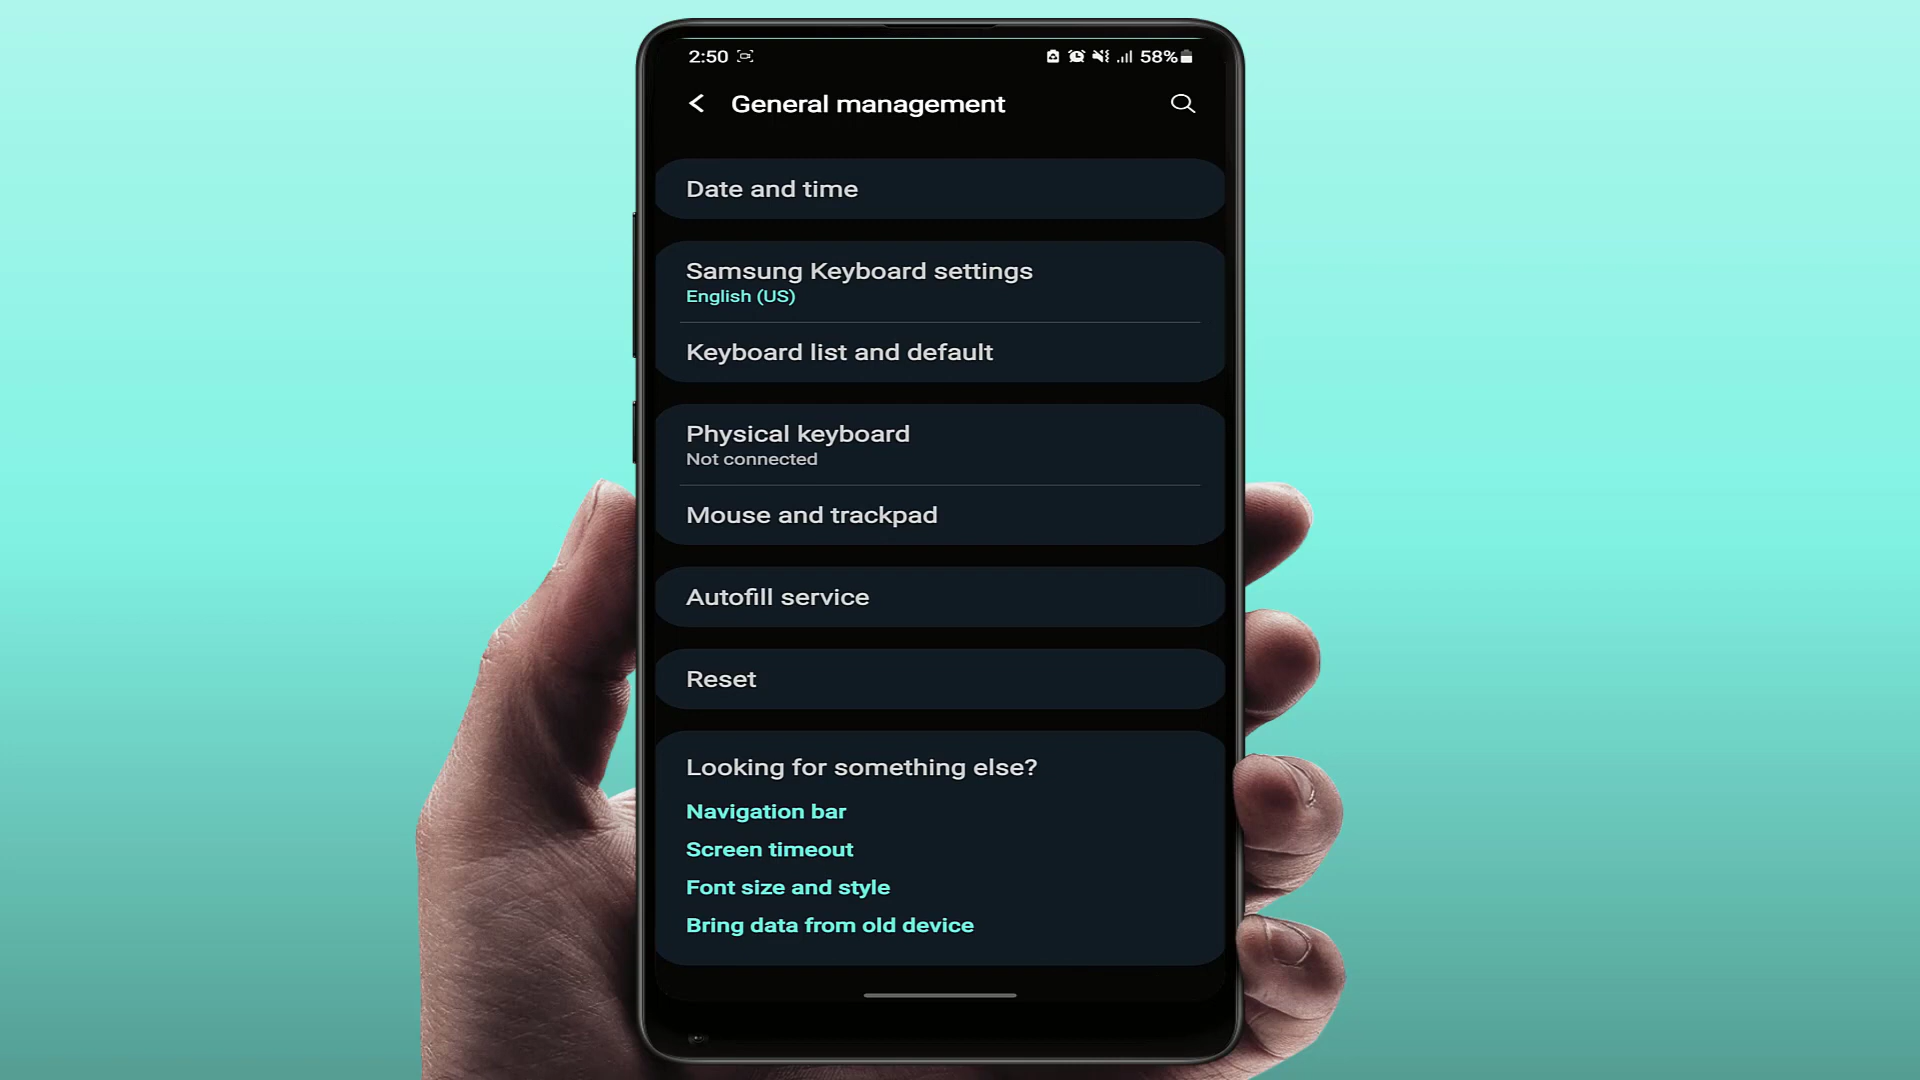 2:50 58%
General management
Date and time
Samsung Keyboard settings
English (US)
Keyboard list and default
Physical keyboard
Not connected
Mouse and trackpad
Autofill service
Reset
Looking for something else?
Navigation bar
Screen timeout
Font size and style
Bring data from old device